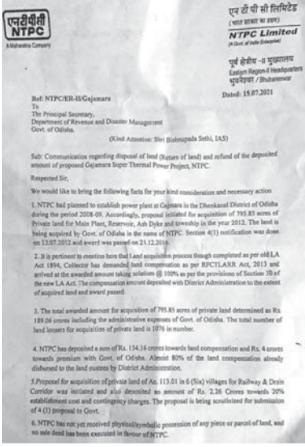 एनटीपीसी
NTPC
A Maharatna Company
एन टी पी सी लिमिटेड
(भारत सरकार का उद्यम)
NTPC Limited
(A Govt. of India Enterprise)
पूर्व क्षेत्रीय -II मुख्यालय
Eastern Region-II Headquarters
भुवनेश्वर / Bhubaneswar
Ref: NTPC/ER-II/Gajamara
Dated: 19.07.2021
To
The Principal Secretary,
Department of Revenue and Disaster Management
Govt. of Odisha.
(Kind Attention: Shri Bishnupada Sethi, IAS)
Sub: Communication regarding disposal of land (Return of land) and refund of the deposited
amount of proposed Gajamara Super Thermal Power Project, NTPC.
Respected Sir,
We would like to bring the following facts for your kind consideration and necessary action
1. NTPC had planned to establish power plant at Gajmara in the Dhenkanal District of Odisha
during the period 2008-09. Accordingly, proposal initiated for acquisition of 795.85 acres of
Private land for Main Plant, Reservoir, Ash Dyke and township in the year 2012. The land is
being acquired by Govt. of Odisha in the name of NTPC. Section 4(1) notification was done
on 12.07.2012 and award was passed on 21.12.2016.
2. It is pertinent to mention here that Land acquisition process though completed as per old LA
Act 1894, Collector has demanded land compensation as per RFCTLARR Act, 2013 and
arrived at the awarded amount taking solatium @ 100% as per the provisions of Section 30 of
the new LA Act. The compensation amount deposited with District Administration to the extent
of acquired land and award passed.
3. The total awarded amount for acquisition of 795.85 acres of private land determined as Rs.
189.06 crores including the administrative expenses of Govt. of Odisha. The total number of
land loosers for acquisition of private land is 1076 in number.
4. NTPC has deposited a sum of Rs. 154.16 crores towards land compensation and Rs. 4 crores
towards premium with Govt. of Odisha. Almost 80% of the land compensation already
disbursed to the land oustees by District Administration.
5.Proposal for acquisition of private land of Ac. 113.01 in 6 (Six) villages for Railway & Drain
Corridor was initiated and also deposited an amount of Rs. 2.26 Crores towards 20%
establishment cost and contingency charges. The proposal is being scrutinised for submission
of 4 (1) proposal to Govt.
6. NTPC has not yet received physical/symbolic possession of any piece or parcel of land, and
no sale deed has been executed in favour of NTPC.